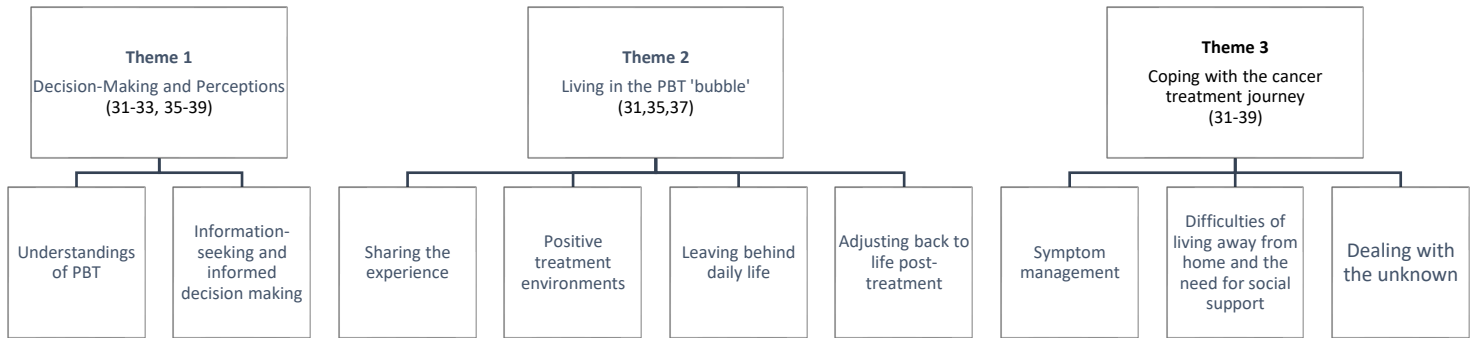 Theme 1
Decision-Making and Perceptions
(31-33, 35-39)
Theme 2
Living in the PBT 'bubble'
(31,35,37)
Theme 3
Coping with the cancer
treatment journey
(31-39)
Understandings
of PBT
Information-
seeking and
informed
decision making
Sharing the
experience
Positive
treatment
environments
Leaving behind
daily life
Adjusting back to
life post-
treatment
Symptom
management
Difficulties of
living away from
home and the
need for social
support
Dealing with
the unknown